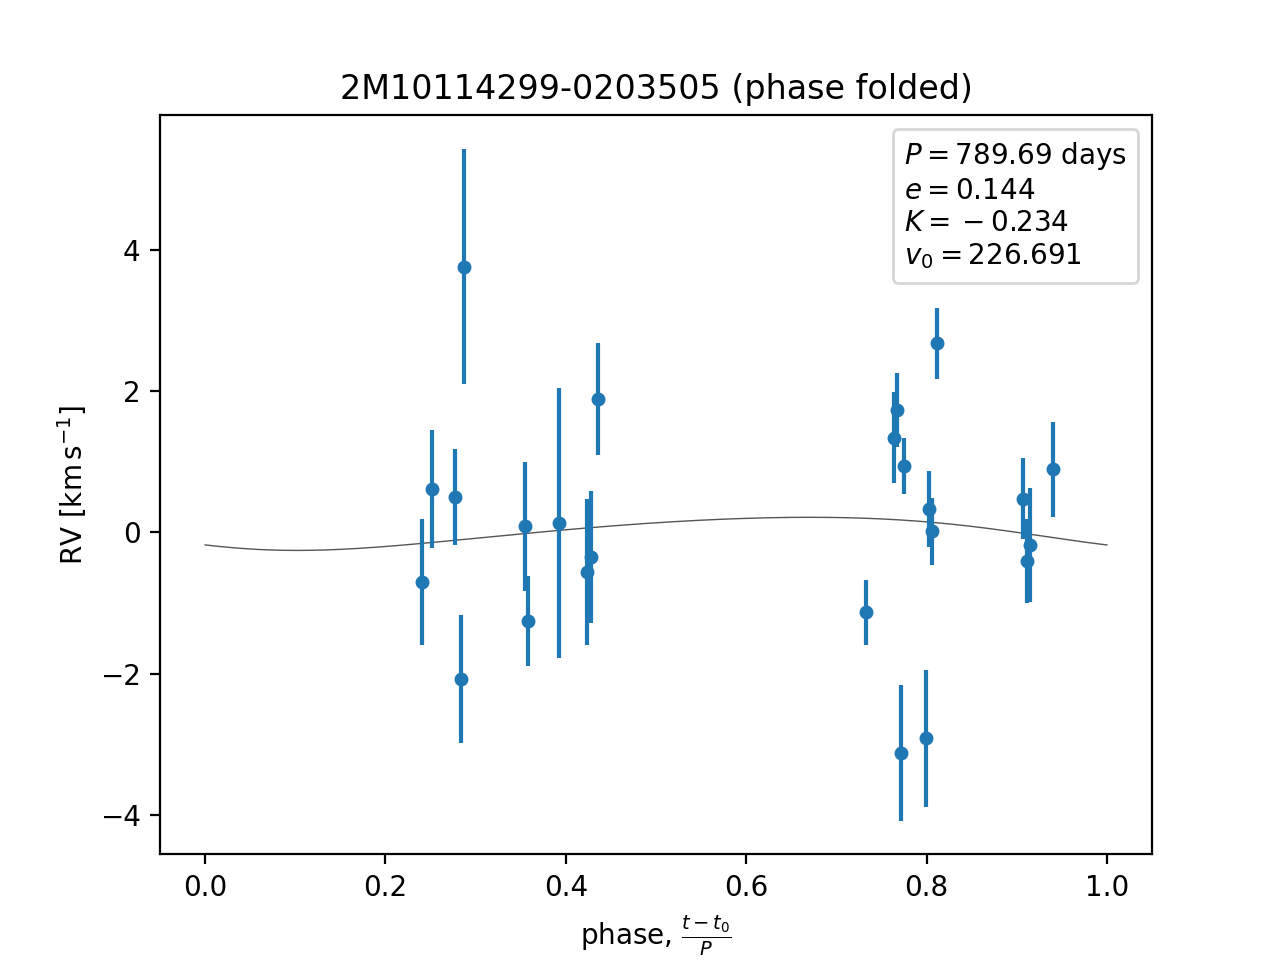 2M10114299-0203505 (phase folded)
P = 789.69 days
e = 0.144
K = −0.234
v₀ = 226.691
RV [km s⁻¹]
4
2
0
−2
−4
0.0 0.2 0.4 0.6 0.8 1.0
phase, (t − t₀)/P